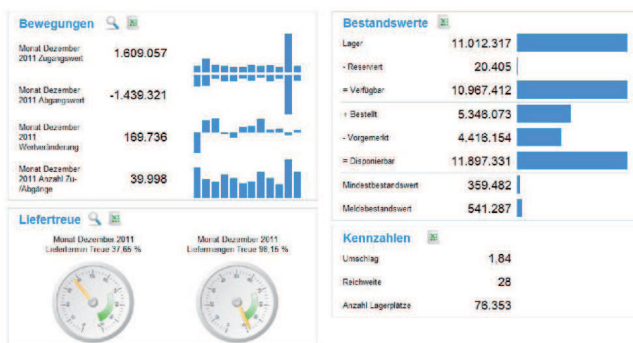 Bewegungen
Monat Dezember
2011 Zugangswert
1.609.057
Monat Dezember
2011 Abgangswert
-1.439.321
Monat Dezember
2011
Wertveränderung
169.736
Monat Dezember
2011 Anzahl Zu-
/Abgänge
39.998
Liefertreue
Monat Dezember 2011
Liefertermin Treue 37,65 %
Monat Dezember 2011
Liefermengen Treue 98,15 %
Bestandswerte
Lager 11.012.317
- Reserviert 20.405
= Verfügbar 10.967.412
+ Bestellt 5.348.073
- Vorgemerkt 4.418.154
= Disponierbar 11.897.331
Mindestbestandswert 359.482
Meldebestandswert 541.287
Kennzahlen
Umschlag 1,84
Reichweite 28
Anzahl Lagerplätze 78.353